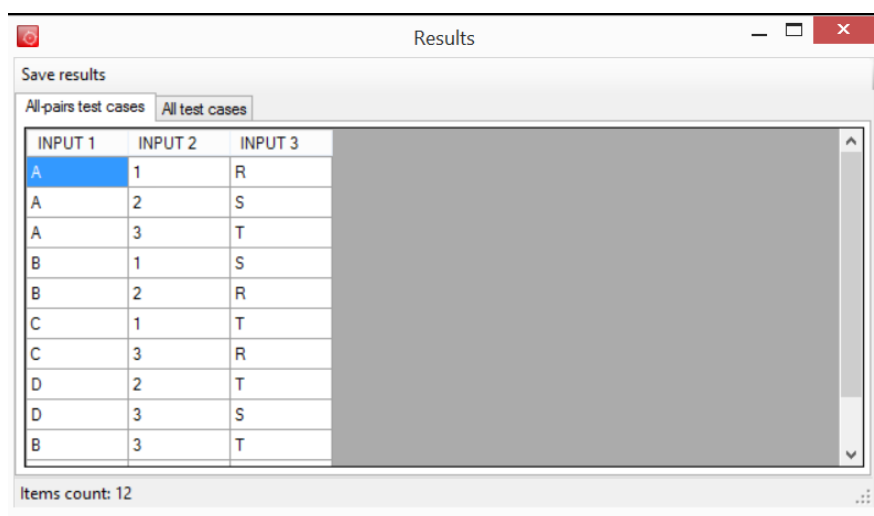 Results
Save results
All-pairs test cases All test cases
INPUT 1 INPUT 2 INPUT 3
A 1 R
A 2 S
A 3 T
B 1 S
B 2 R
C 1 T
C 3 R
D 2 T
D 3 S
B 3 T
Items count: 12